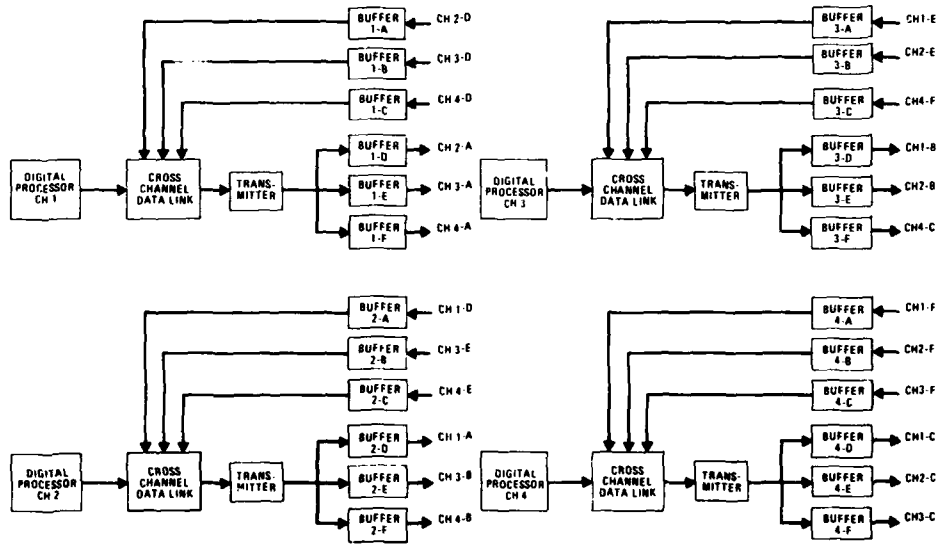 BUFFER
1-A
CH 2-D
BUFFER
1-B
CH 3-D
BUFFER
1-C
CH 4-D
DIGITAL
PROCESSOR
CH 1
CROSS
CHANNEL
DATA LINK
TRANS-
MITTER
BUFFER
1-D
CH 2-A
BUFFER
1-E
CH 3-A
BUFFER
1-F
CH 4-A
BUFFER
3-A
CH1-E
BUFFER
3-B
CH2-E
BUFFER
3-C
CH4-F
DIGITAL
PROCESSOR
CH 3
CROSS
CHANNEL
DATA LINK
TRANS-
MITTER
BUFFER
3-D
CH1-B
BUFFER
3-E
CH2-B
BUFFER
3-F
CH4-C
BUFFER
2-A
CH 1-D
BUFFER
2-B
CH 3-E
BUFFER
2-C
CH 4-E
DIGITAL
PROCESSOR
CH 2
CROSS
CHANNEL
DATA LINK
TRANS-
MITTER
BUFFER
2-D
CH 1-A
BUFFER
2-E
CH 3-B
BUFFER
2-F
CH 4-B
BUFFER
4-A
CH1-F
BUFFER
4-B
CH2-F
BUFFER
4-C
CH3-F
DIGITAL
PROCESSOR
CH 4
CROSS
CHANNEL
DATA LINK
TRANS-
MITTER
BUFFER
4-D
CH1-C
BUFFER
4-E
CH2-C
BUFFER
4-F
CH3-C